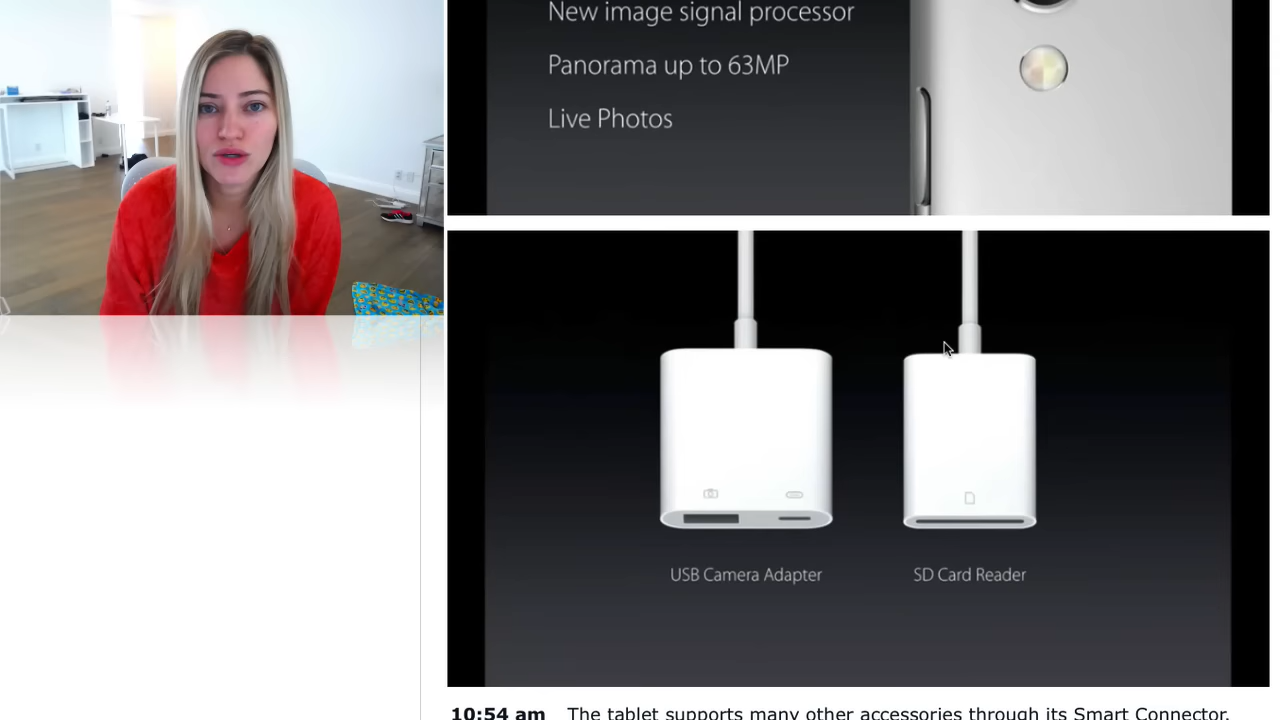 New image signal processor
Panorama up to 63MP
Live Photos
USB Camera Adapter
SD Card Reader
10:54 am The tablet supports many other accessories through its Smart Connector.